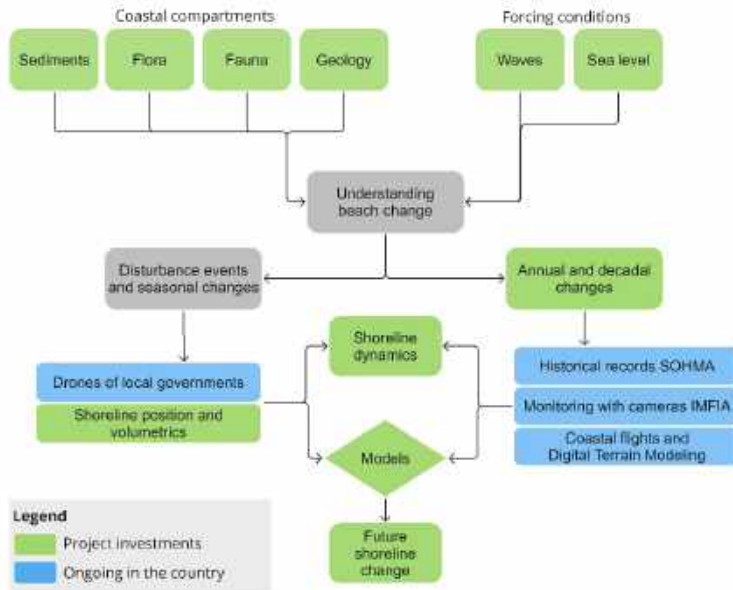 Coastal compartments
Forcing conditions
Sediments
Flora
Fauna
Geology
Waves
Sea level
Understanding
beach change
Disturbance events
and seasonal changes
Annual and decadal
changes
Drones of local governments
Shoreline position and
volumetrics
Shoreline
dynamics
Historical records SOHMA
Monitoring with cameras IMFIA
Coastal flights and
Digital Terrain Modeling
Models
Future
shoreline
change
Legend
Project investments
Ongoing in the country